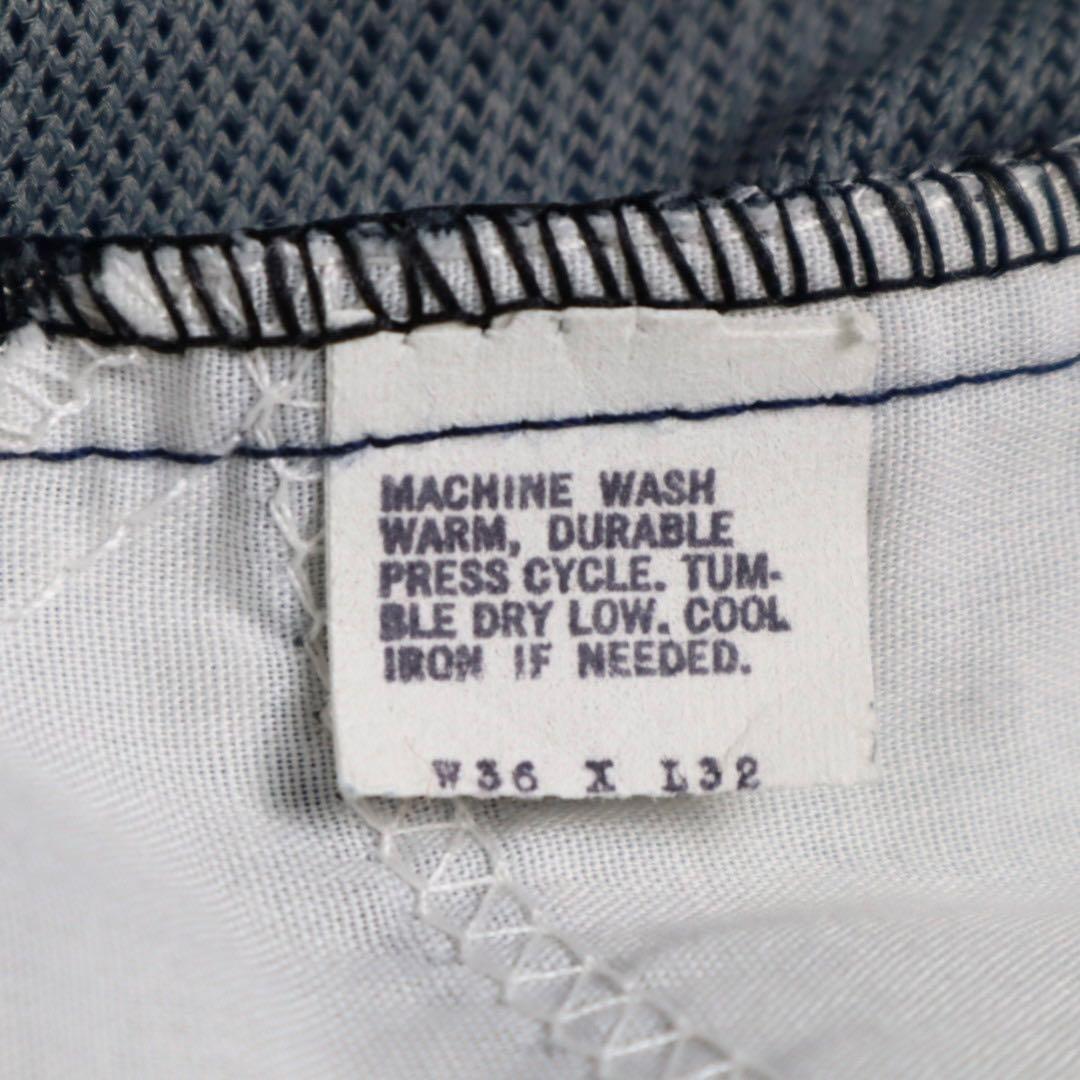 MACHINE WASH
WARM, DURABLE
PRESS CYCLE. TUM-
BLE DRY LOW. COOL
IRON IF NEEDED.
W36 X L32